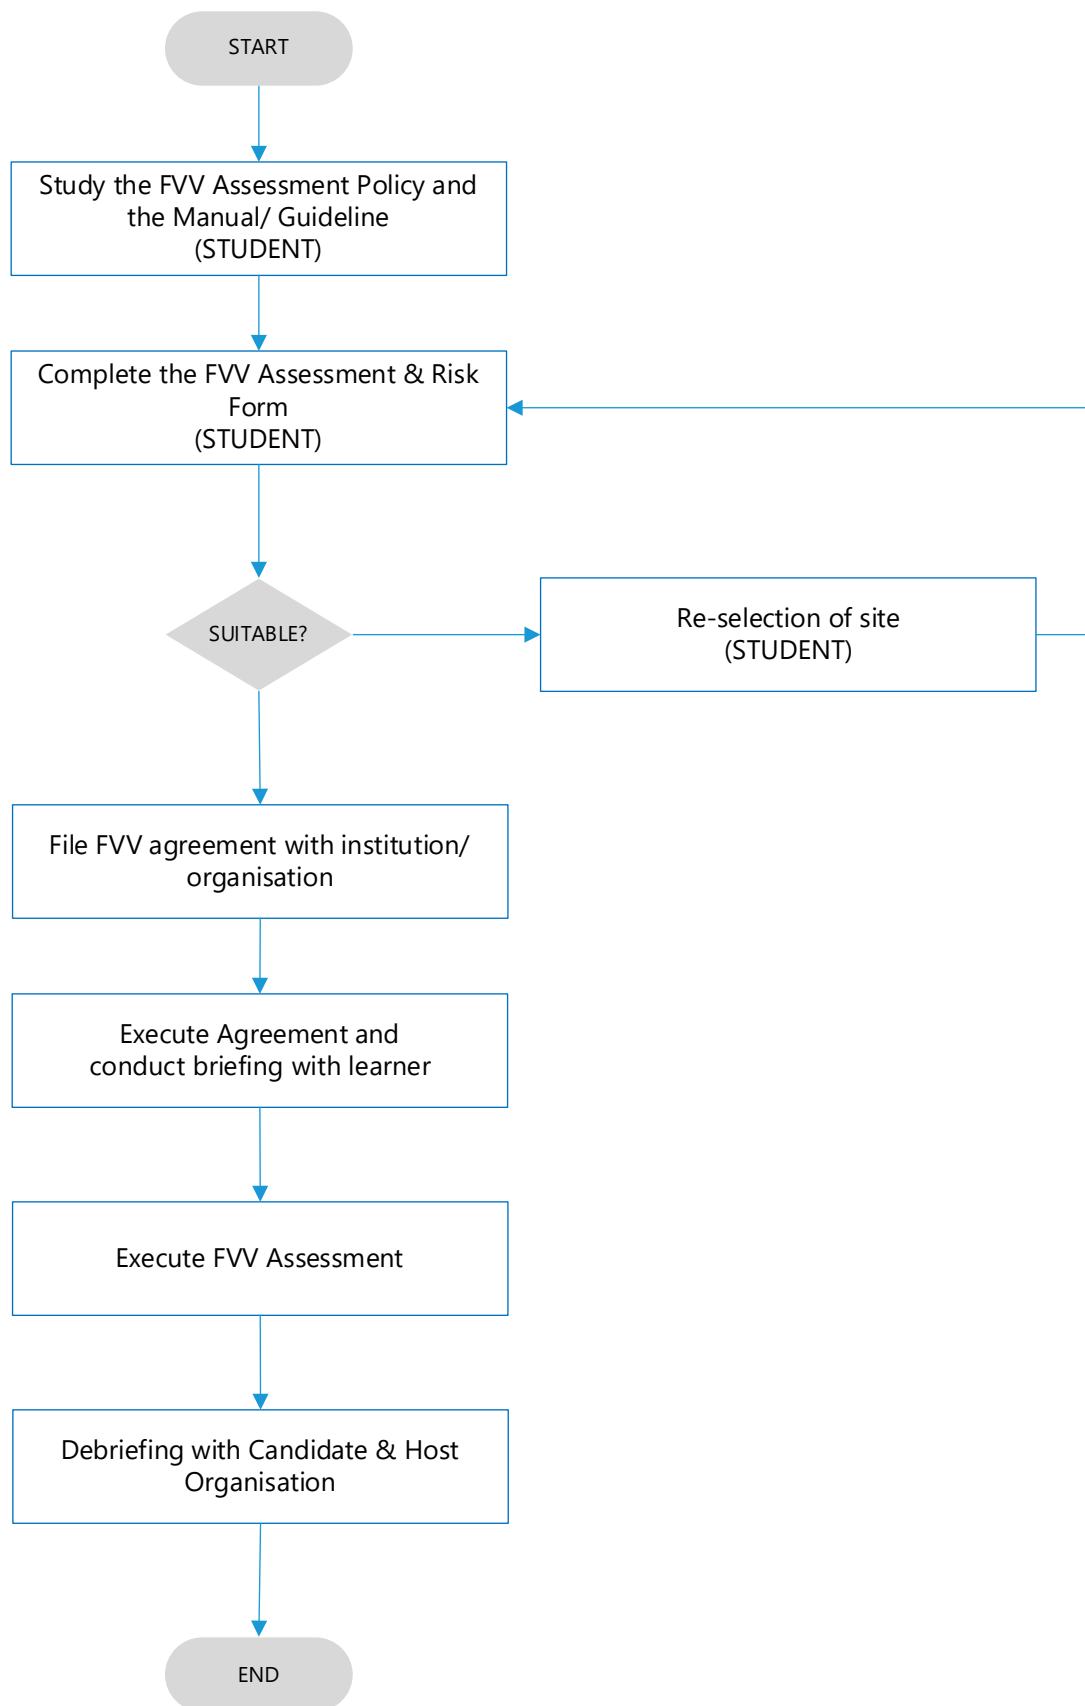 START
Study the FVV Assessment Policy and
the Manual/ Guideline
(STUDENT)
Complete the FVV Assessment & Risk
Form
(STUDENT)
SUITABLE?
Re-selection of site
(STUDENT)
File FVV agreement with institution/
organisation
Execute Agreement and
conduct briefing with learner
Execute FVV Assessment
Debriefing with Candidate & Host
Organisation
END